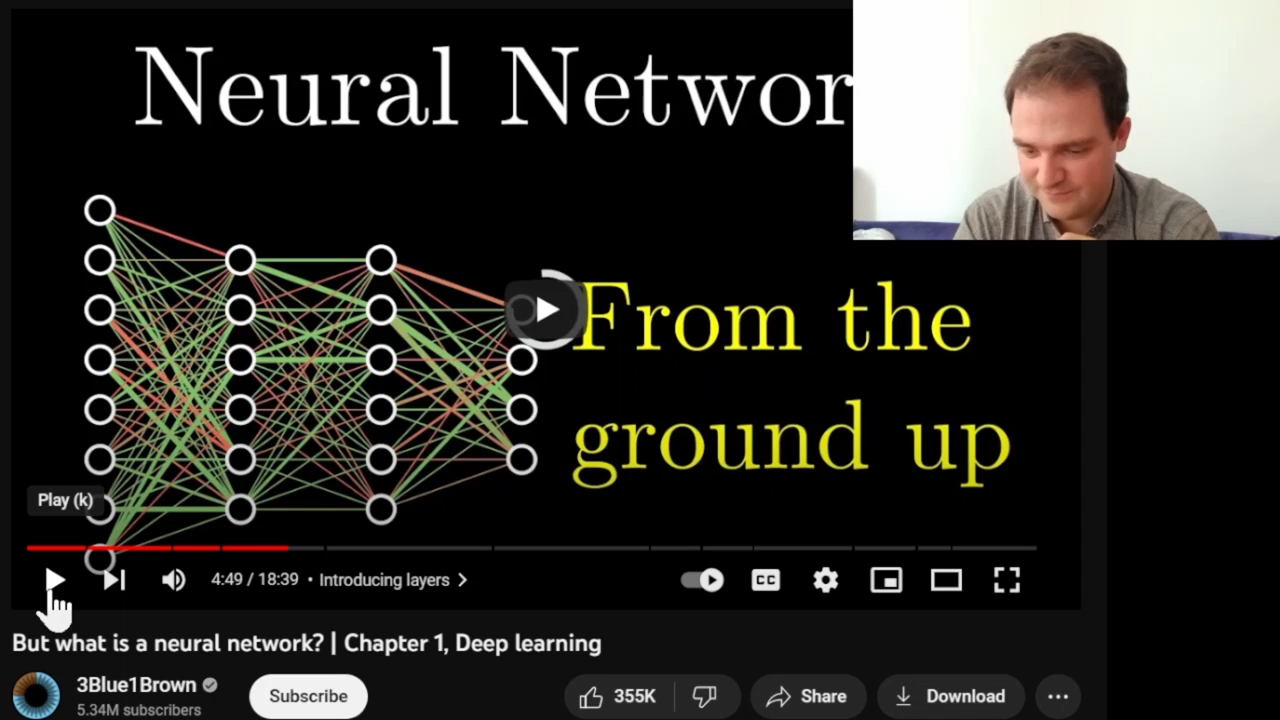 Neural Networ
From the
ground up
Play (k)
4:49 / 18:39 • Introducing layers
CC
But what is a neural network? | Chapter 1, Deep learning
3Blue1Brown
5.34M subscribers
Subscribe
355K
Share
Download